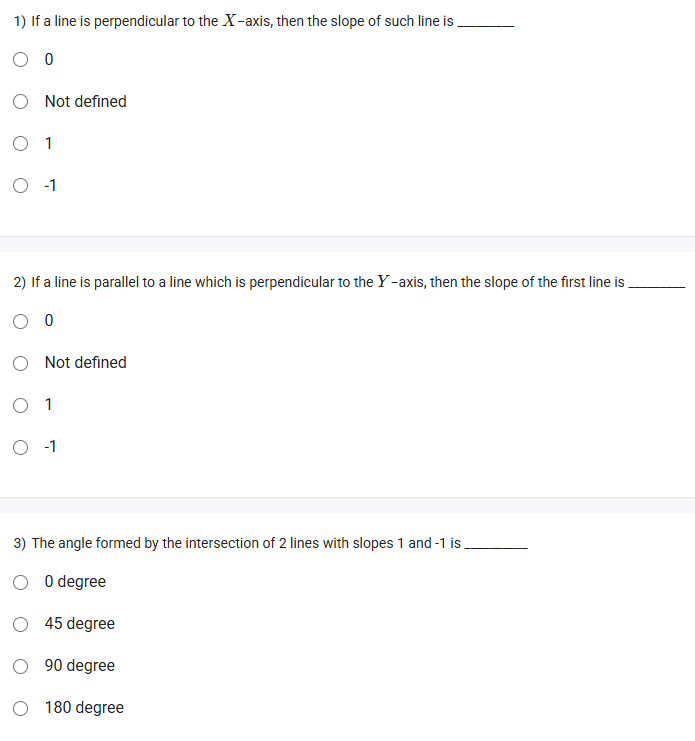 1) If a line is perpendicular to the X-axis, then the slope of such line is ________
0
Not defined
1
-1
2) If a line is parallel to a line which is perpendicular to the Y-axis, then the slope of the first line is ________
0
Not defined
1
-1
3) The angle formed by the intersection of 2 lines with slopes 1 and -1 is _________
0 degree
45 degree
90 degree
180 degree